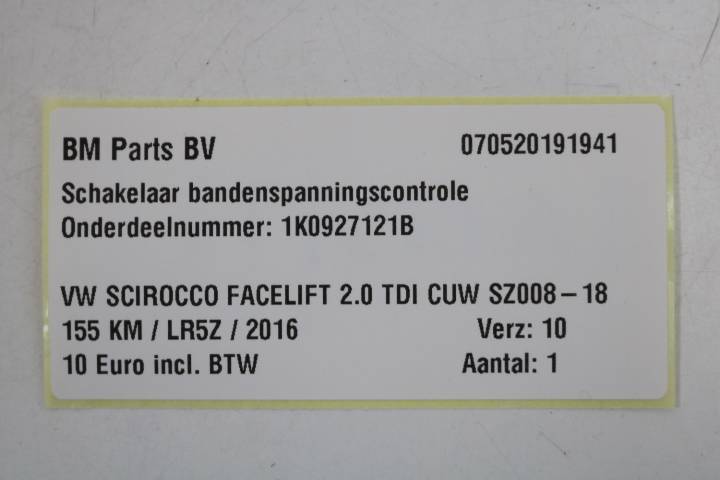 BM Parts BV 070520191941
Schakelaar bandenspanningscontrole
Onderdeelnummer: 1K0927121B
VW SCIROCCO FACELIFT 2.0 TDI CUW SZ008-18
155 KM / LR5Z / 2016 Verz: 10
10 Euro incl. BTW Aantal: 1